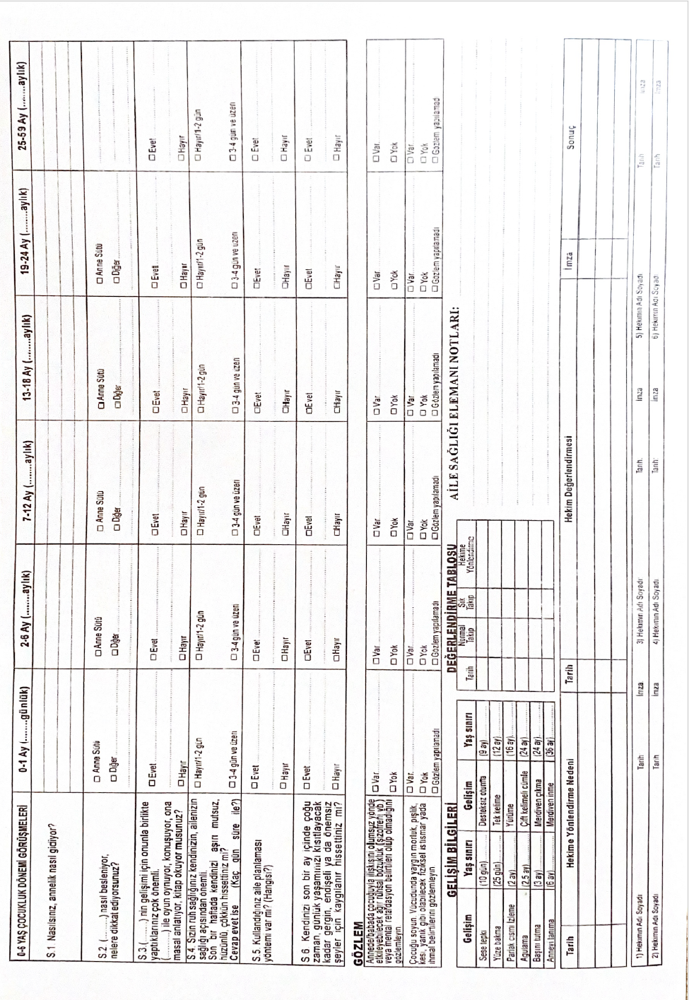 0-6 YAŞ ÇOCUKLUK DÖNEMİ GÖRÜŞMELERİ
0-1 Ay (........günlük)
2-6 Ay (........aylık)
7-12 Ay (........aylık)
13-18 Ay (........aylık)
19-24 Ay (........aylık)
25-59 Ay (........aylık)
S.1. Nasılsınız, annelik nasıl gidiyor?
S.2. (........) nasıl besleniyor,
nelere dikkat ediyorsunuz?
☐ Anne Sütü
☐ Diğer
☐ Anne Sütü
☐ Diğer
☐ Anne Sütü
☐ Diğer
☐ Anne Sütü
☐ Diğer
☐ Anne Sütü
☐ Diğer
S.3.(........) nin gelişimi için onunla birlikte
yaptıklarınız çok önemli.
(..........) ile oyun oynuyor, konuşuyor, ona
masal anlatıyor, kitap okuyor musunuz?
☐ Evet
☐ Hayır
☐ Evet
☐ Hayır
☐ Evet
☐ Hayır
☐ Evet
☐ Hayır
☐ Evet
☐ Hayır
☐ Evet
☐ Hayır
S.4. Sizin ruh sağlığınız kendinizin, ailenizin
sağlığı açısından önemli.
Son bir haftada kendinizi aşırı mutsuz,
hüzünlü, çökkün hissettiniz mi?
Cevap evet ise (Kaç gün süre ile?)
☐ Hayır/1-2 gün
☐ 3-4 gün ve üzeri
☐ Hayır/1-2 gün
☐ 3-4 gün ve üzeri
☐ Hayır/1-2 gün
☐ 3-4 gün ve üzeri
☐ Hayır/1-2 gün
☐ 3-4 gün ve üzeri
☐ Hayır/1-2 gün
☐ 3-4 gün ve üzeri
☐ Hayır/1-2 gün
☐ 3-4 gün ve üzeri
S.5. Kullandığınız aile planlaması
yöntemi var mı? (Hangisi?)
☐ Evet
☐ Hayır
☐ Evet
☐ Hayır
☐ Evet
☐ Hayır
☐ Evet
☐ Hayır
☐ Evet
☐ Hayır
☐ Evet
☐ Hayır
S 6. Kendinizi son bir ay içinde çoğu
zaman, günlük yaşamınızı kısıtlayacak
kadar gergin, endişeli ya da önemsiz
şeyler için kaygılanır hissettiniz mi?
☐ Evet
☐ Hayır
☐ Evet
☐ Hayır
☐ Evet
☐ Hayır
☐ Evet
☐ Hayır
☐ Evet
☐ Hayır
☐ Evet
☐ Hayır
GÖZLEM
Annede/babada çocuğuyla ilişkisini olumsuz yönde
etkileyebilecek ağır ruhsal bozukluk (şizofreni vb.)
veya mental retardasyon belirtileri olup olmadığını
gözlemleyin
☐ Var
☐ Yok
☐ Var
☐ Yok
☐ Var
☐ Yok
☐ Var
☐ Yok
☐ Var
☐ Yok
☐ Var
☐ Yok
Çocuğu soyun. Vücudunda yaygın morluk, pişlik,
kesi, yanık gibi olabilecek fiziksel istismar yada
ihmal belirtilerini gözlemleyin
☐ Var
☐ Yok
☐ Gözlem yapılamadı
☐ Var
☐ Yok
☐ Gözlem yapılamadı
☐ Var
☐ Yok
☐ Gözlem yapılamadı
☐ Var
☐ Yok
☐ Gözlem yapılamadı
☐ Var
☐ Yok
☐ Gözlem yapılamadı
☐ Var
☐ Yok
☐ Gözlem yapılamadı
GELİŞİM BİLGİLERİ
Gelişim Yaş sınırı Gelişim Yaş sınırı
Sese tepki (10 gün) Desteksiz oturma (9 ay)
Yüze bakma (25 gün) Tek kelime (12 ay)
Parlak cismi izleme (2 ay) Yürüme (16 ay)
Agulama (2,5 ay) Çift kelimeli cümle (24 ay)
Başını tutma (3 ay) Merdiven çıkma (24 ay)
Anneyi tanıma (6 ay) Merdiven inme (36 ay)
DEĞERLENDİRME TABLOSU
Tarih Normal Takip Sık Takip Hekime Yönlendirme
AİLE SAĞLIĞI ELEMANI NOTLARI:
Tarih Hekime Yönlendirme Nedeni Tarih Hekim Değerlendirmesi İmza Sonuç
1) Hekimin Adı Soyadı Tarih İmza 3) Hekimin Adı Soyadı Tarih. İmza 5) Hekimin Adı Soyadı Tarih İmza
2) Hekimin Adı Soyadı Tarih İmza 4) Hekimin Adı Soyadı Tarih: İmza 6) Hekimin Adı Soyadı Tarih İmza